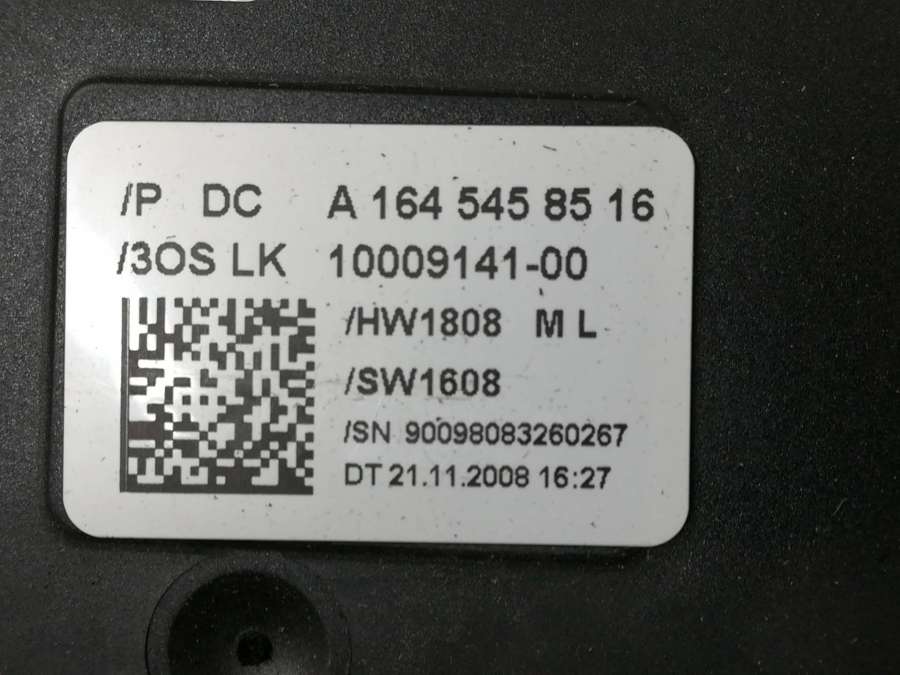 /P DC A 164 545 85 16
/3OS LK 10009141-00
/HW1808 M L
/SW1608
/SN 90098083260267
DT 21.11.2008 16:27